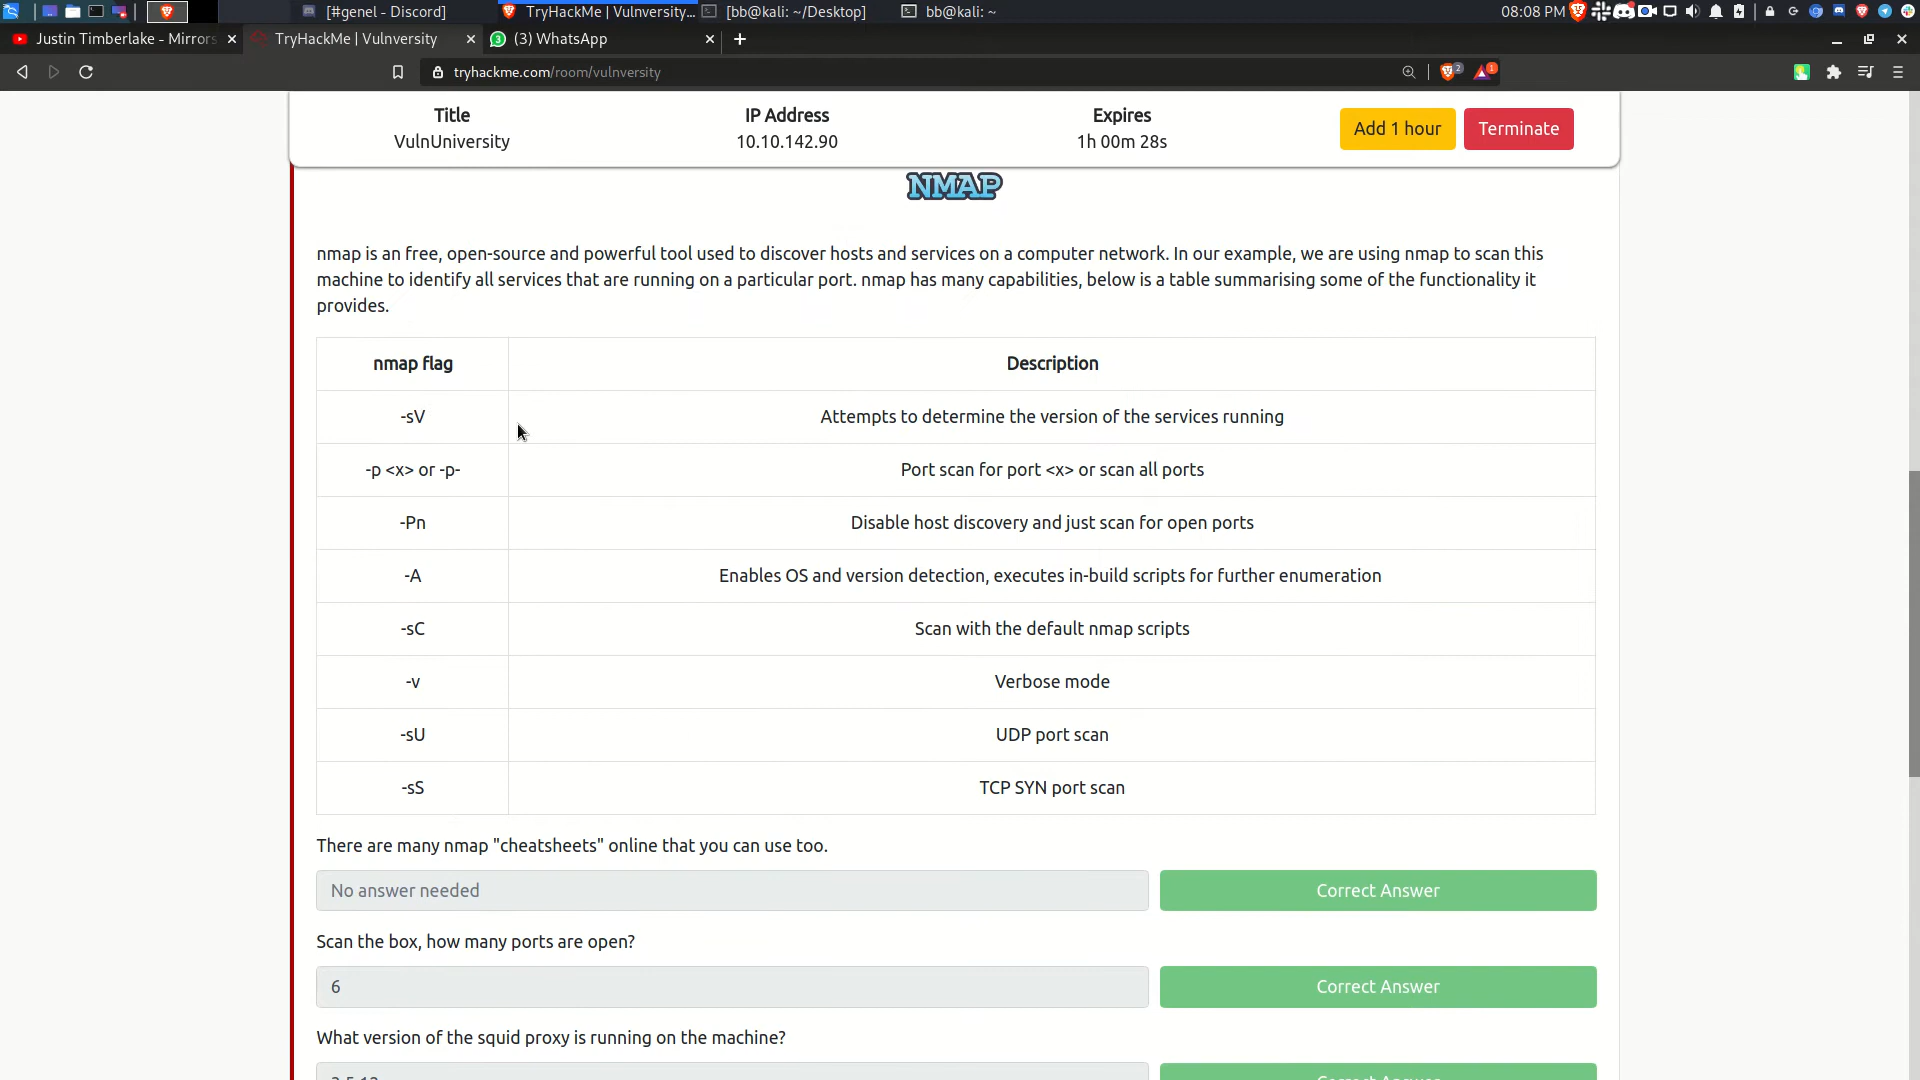 [#genel - Discord]
TryHackMe | Vulnversity...
[bb@kali: ~/Desktop]
bb@kali: ~
08:08 PM
Justin Timberlake - Mirrors
TryHackMe | Vulnversity
(3) WhatsApp
tryhackme.com/room/vulnversity
2
1
Title
IP Address
Expires
VulnUniversity
10.10.142.90
1h 00m 28s
Add 1 hour
Terminate
NMAP
nmap is an free, open-source and powerful tool used to discover hosts and services on a computer network. In our example, we are using nmap to scan this
machine to identify all services that are running on a particular port. nmap has many capabilities, below is a table summarising some of the functionality it
provides.
nmap flag Description
-sV Attempts to determine the version of the services running
-p <x> or -p- Port scan for port <x> or scan all ports
-Pn Disable host discovery and just scan for open ports
-A Enables OS and version detection, executes in-build scripts for further enumeration
-sC Scan with the default nmap scripts
-v Verbose mode
-sU UDP port scan
-sS TCP SYN port scan
There are many nmap "cheatsheets" online that you can use too.
No answer needed Correct Answer
Scan the box, how many ports are open?
6 Correct Answer
What version of the squid proxy is running on the machine?